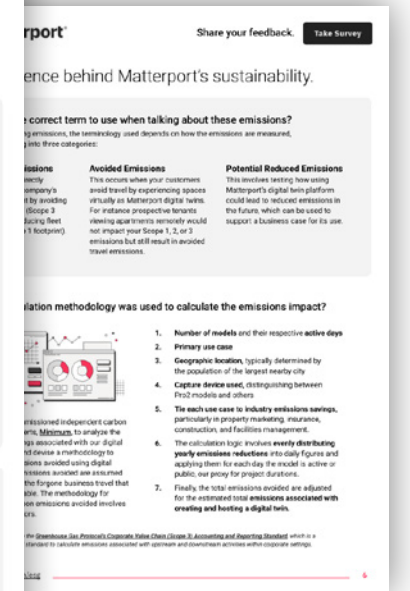 rport
Share your feedback.
Take Survey
ence behind Matterport's sustainability.
e correct term to use when talking about these emissions?
ng emissions, the terminology used depends on how the emissions are measured,
g into three categories:
issions
rectly
ompany's
t by avoiding
(Scope 3
ducing fleet
1 footprint).
Avoided Emissions
This occurs when your customers
avoid travel by experiencing spaces
virtually as Matterport digital twins.
For instance prospective tenants
viewing apartments remotely would
not impact your Scope 1, 2, or 3
emissions but still result in avoided
travel emissions.
Potential Reduced Emissions
This involves testing how using
Matterport's digital twin platform
could lead to reduced emissions in
the future, which can be used to
support a business case for its use.
lation methodology was used to calculate the emissions impact?
missioned independent carbon
erts, Minimum, to analyze the
ngs associated with our digital
nd devise a methodology to
sions avoided using digital
missions avoided are assumed
the forgone business travel that
able. The methodology for
on emissions avoided involves
ors.
1. Number of models and their respective active days
2. Primary use case
3. Geographic location, typically determined by
the population of the largest nearby city
4. Capture device used, distinguishing between
Pro2 models and others
5. Tie each use case to industry emissions savings,
particularly in property marketing, insurance,
construction, and facilities management.
6. The calculation logic involves evenly distributing
yearly emissions reductions into daily figures and
applying them for each day the model is active or
public, our proxy for project durations.
7. Finally, the total emissions avoided are adjusted
for the estimated total emissions associated with
creating and hosting a digital twin.
the Greenhouse Gas Protocol's Corporate Value Chain (Scope 3) Accounting and Reporting Standard, which is a
standard to calculate emissions associated with upstream and downstream activities within corporate settings.
6